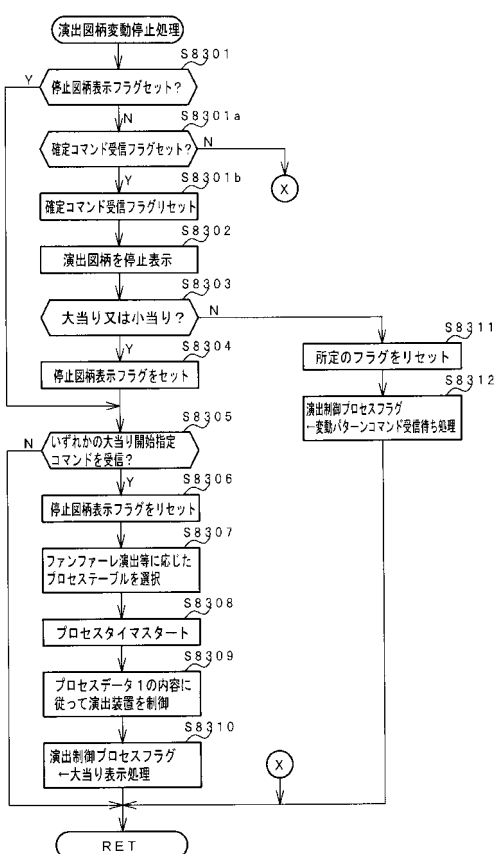 演出図柄変動停止処理
S8301
Y
停止図柄表示フラグセット？
N
S8301a
確定コマンド受信フラグセット？
N
X
Y
S8301b
確定コマンド受信フラグリセット
S8302
演出図柄を停止表示
S8303
大当り又は小当り？
N
Y
S8304
停止図柄表示フラグをセット
S8311
所定のフラグをリセット
S8312
演出制御プロセスフラグ
←変動パターンコマンド受信待ち処理
S8305
N
いずれかの大当り開始指定
コマンドを受信？
Y
S8306
停止図柄表示フラグをリセット
S8307
ファンファーレ演出等に応じた
プロセステーブルを選択
S8308
プロセスタイマスタート
S8309
プロセスデータ１の内容に
従って演出装置を制御
S8310
演出制御プロセスフラグ
←大当り表示処理
X
RET